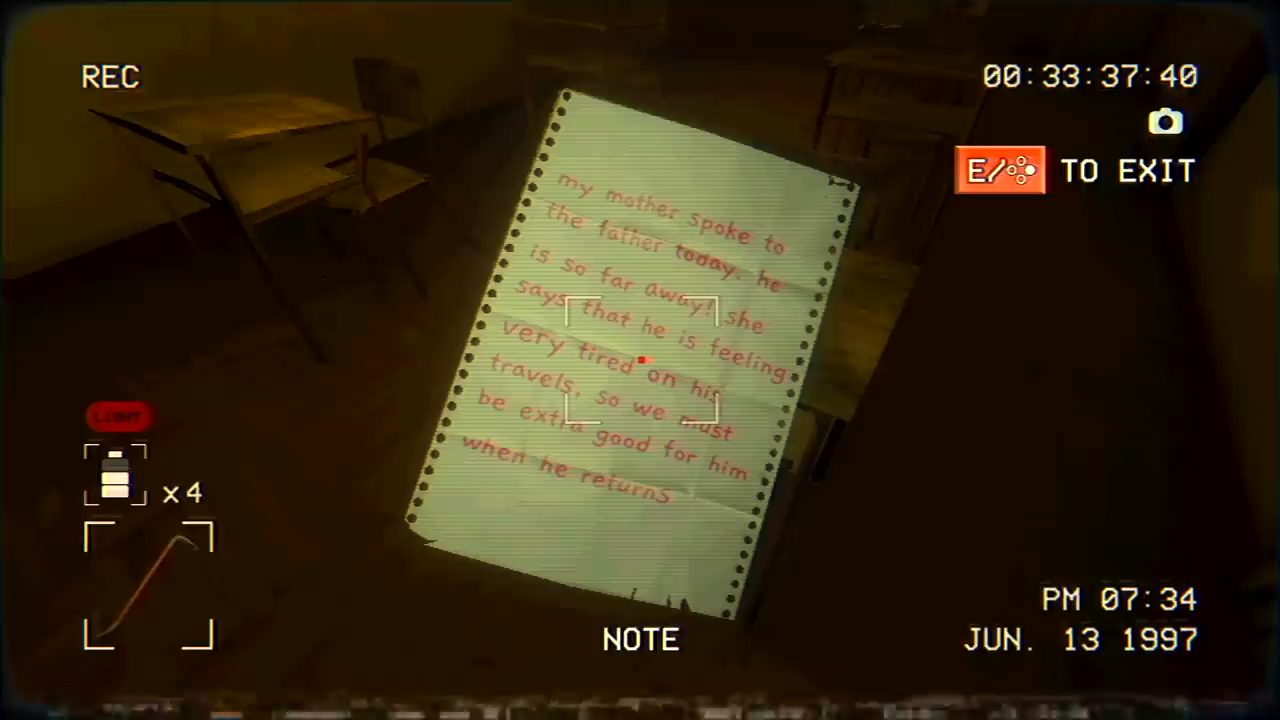 REC
00:33:37:40
E/ TO EXIT
my mother spoke to
the father today. he
is so far away! she
says that he is feeling
very tired on his
travels, so we must
be extra good for him
when he returns
LIGHT
x4
NOTE
PM 07:34
JUN. 13 1997